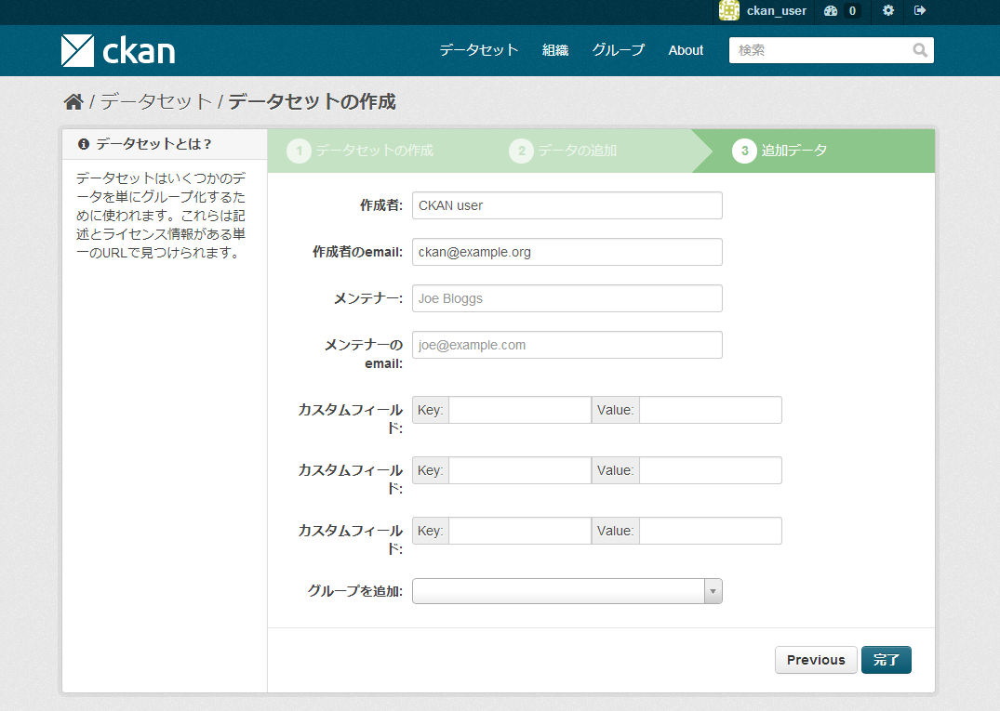 ckan_user 0
ckan データセット 組織 グループ About 検索
/ データセット / データセットの作成
データセットとは？
データセットはいくつかのデ
ータを単にグループ化するた
めに使われます。これらは記
述とライセンス情報がある単
一のURLで見つけられます。
1 データセットの作成 2 データの追加 3 追加データ
作成者: CKAN user
作成者のemail: ckan@example.org
メンテナー: Joe Bloggs
メンテナーの
email: joe@example.com
カスタムフィール
ド: Key: Value:
カスタムフィール
ド: Key: Value:
カスタムフィール
ド: Key: Value:
グループを追加:
Previous 完了